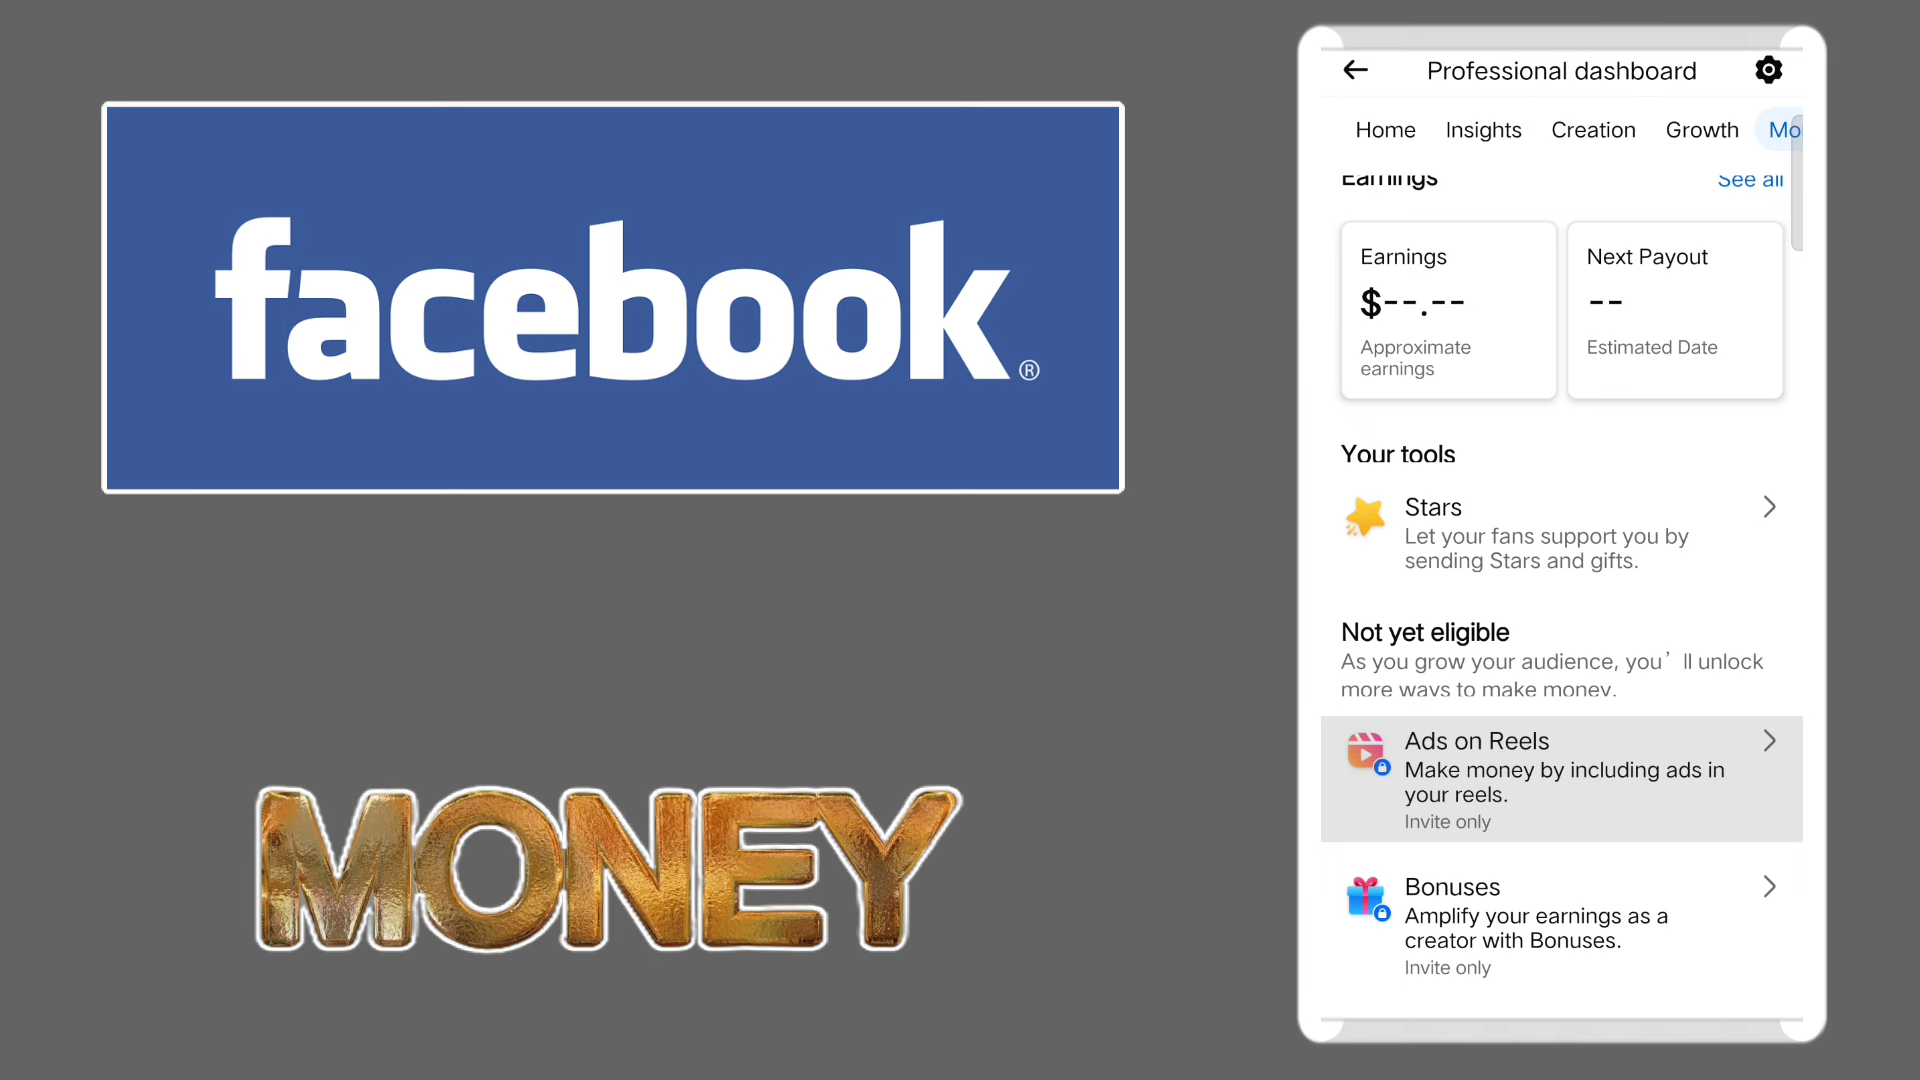 facebook®
MONEY
Professional dashboard
Home Insights Creation Growth Mo
Earnings See all
Earnings
$--.--
Approximate
earnings
Next Payout
--
Estimated Date
Your tools
Stars
Let your fans support you by
sending Stars and gifts.
Not yet eligible
As you grow your audience, you’ll unlock
more ways to make money.
Ads on Reels
Make money by including ads in
your reels.
Invite only
Bonuses
Amplify your earnings as a
creator with Bonuses.
Invite only